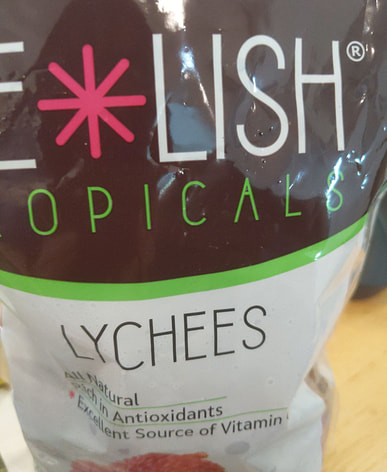 E*LISH®
OPICALS
LYCHEES
All Natural
in Antioxidants
*Excellent Source of Vitamin